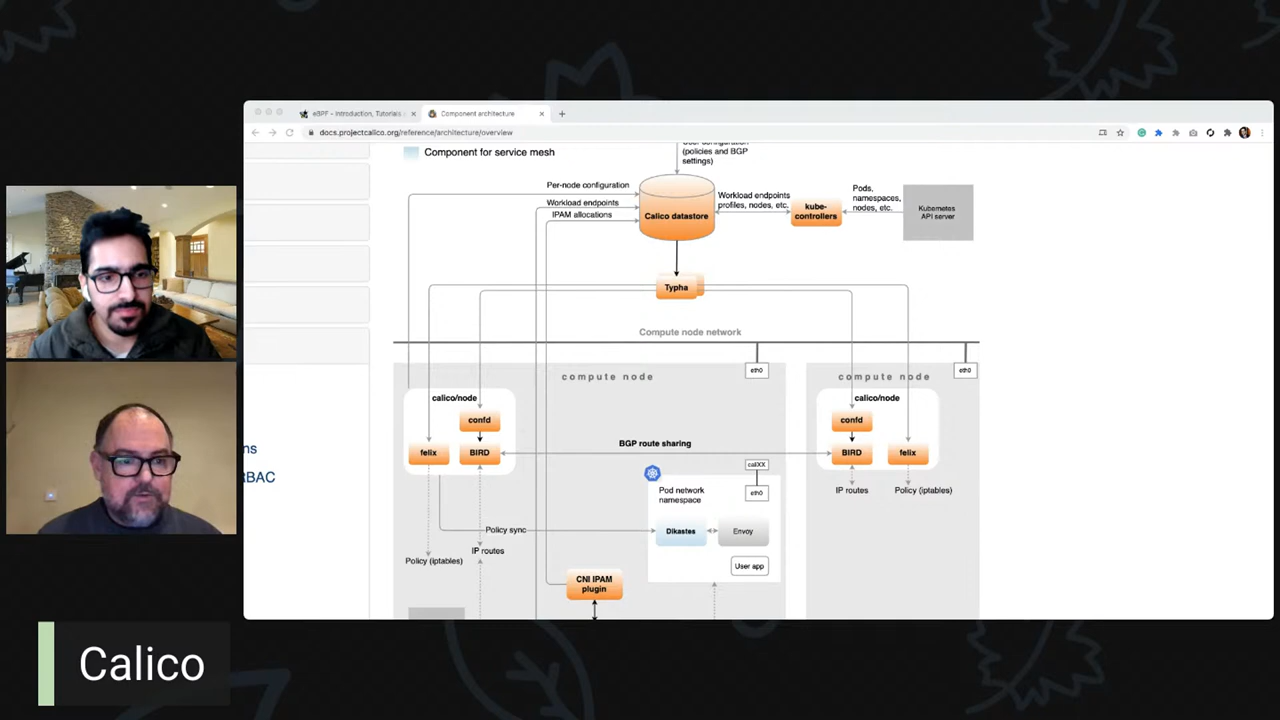 eBPF - Introduction, Tutorials
Component architecture
docs.projectcalico.org/reference/architecture/overview
Component for service mesh
User configuration
(policies and BGP
settings)
Per-node configuration
Workload endpoints
IPAM allocations
Calico datastore
Workload endpoints
profiles, nodes, etc.
kube-
controllers
Pods,
namespaces,
nodes, etc.
Kubernetes
API server
Typha
Compute node network
eth0
eth0
compute node
compute node
calico/node
confd
felix
BIRD
BGP route sharing
calico/node
confd
BIRD
felix
IP routes
Policy (iptables)
caliXX
Pod network
namespace
eth0
Policy sync
Dikastes
Envoy
IP routes
Policy (iptables)
User app
CNI IPAM
plugin
ns
RBAC
Calico